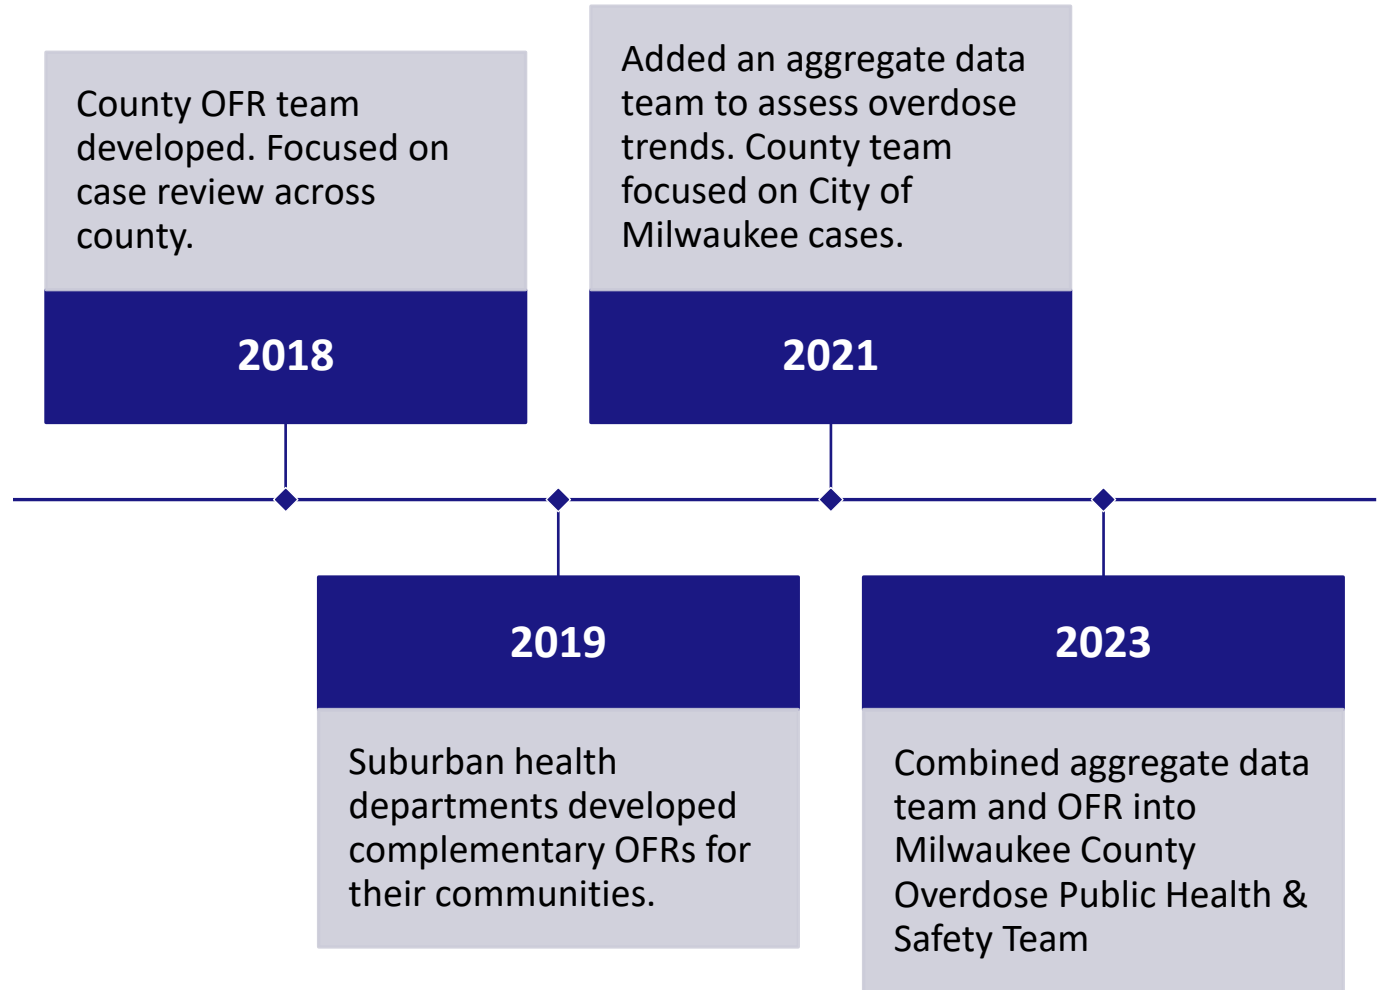 County OFR team
developed. Focused on
case review across
county.
2018
Added an aggregate data
team to assess overdose
trends. County team
focused on City of
Milwaukee cases.
2021
2019
Suburban health
departments developed
complementary OFRs for
their communities.
2023
Combined aggregate data
team and OFR into
Milwaukee County
Overdose Public Health &
Safety Team